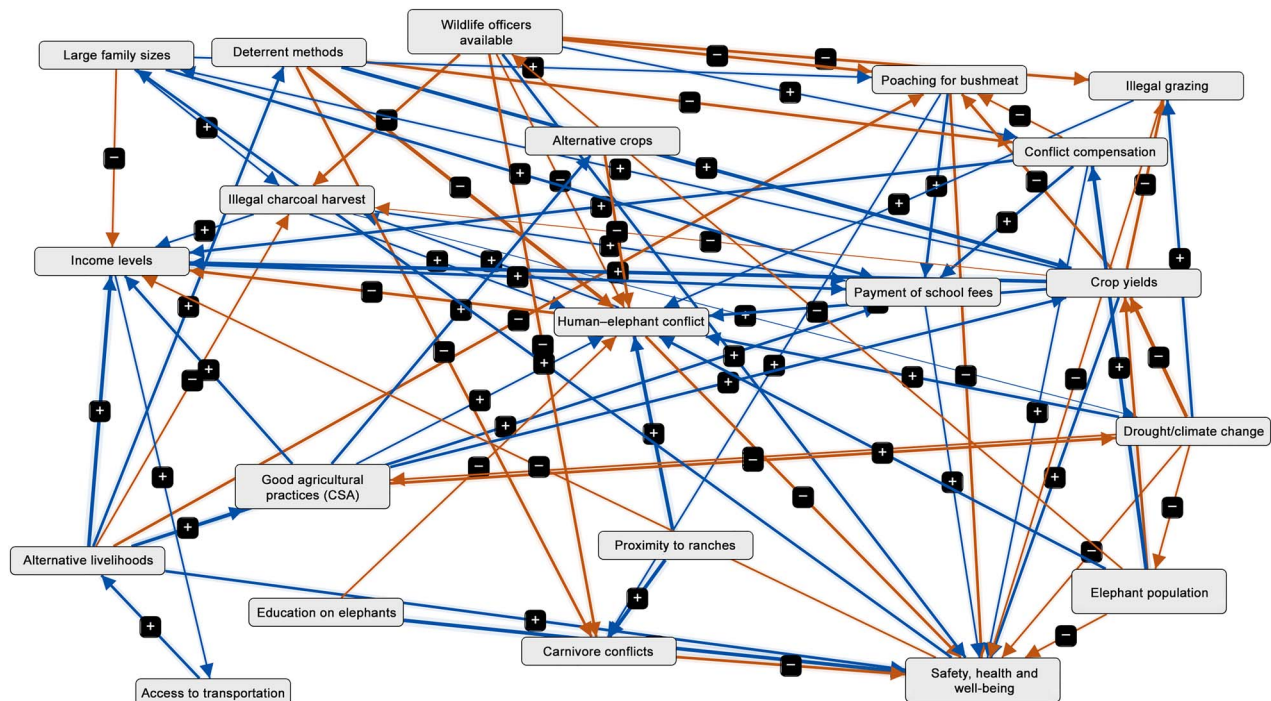 Wildlife officers
available
Large family sizes
Deterrent methods
Poaching for bushmeat
Illegal grazing
Alternative crops
Conflict compensation
Illegal charcoal harvest
Income levels
Payment of school fees
Crop yields
Human–elephant conflict
Drought/climate change
Good agricultural
practices (CSA)
Proximity to ranches
Alternative livelihoods
Elephant population
Education on elephants
Carnivore conflicts
Safety, health and
well-being
Access to transportation